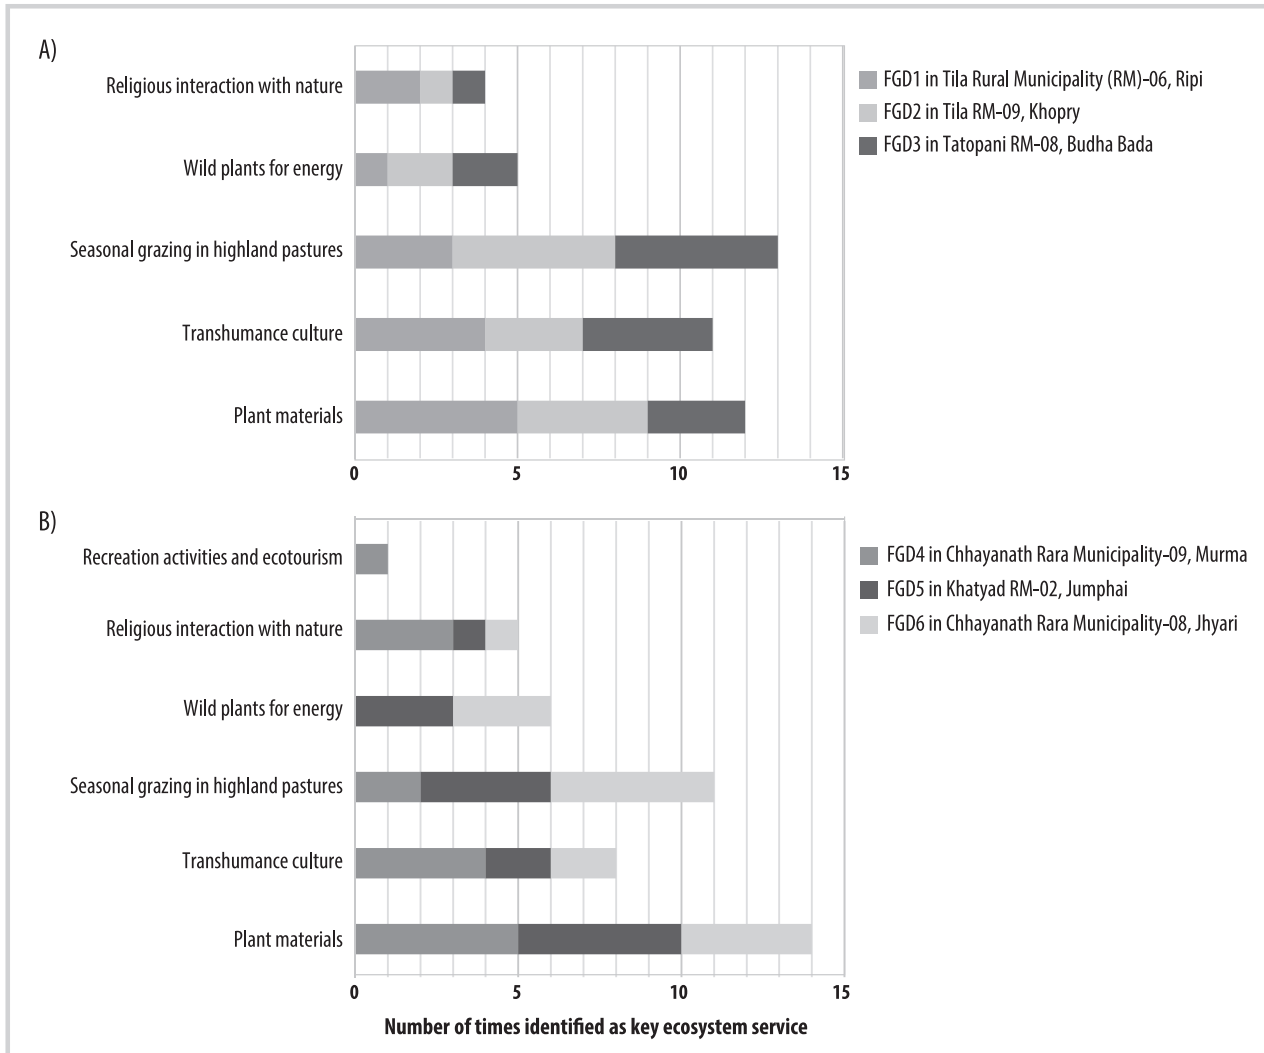 A)
Religious interaction with nature
Wild plants for energy
Seasonal grazing in highland pastures
Transhumance culture
Plant materials
0 5 10 15
FGD1 in Tila Rural Municipality (RM)-06, Ripi
FGD2 in Tila RM-09, Khopry
FGD3 in Tatopani RM-08, Budha Bada
B)
Recreation activities and ecotourism
Religious interaction with nature
Wild plants for energy
Seasonal grazing in highland pastures
Transhumance culture
Plant materials
0 5 10 15
Number of times identified as key ecosystem service
FGD4 in Chhayanath Rara Municipality-09, Murma
FGD5 in Khatyad RM-02, Jumphai
FGD6 in Chhayanath Rara Municipality-08, Jhyari